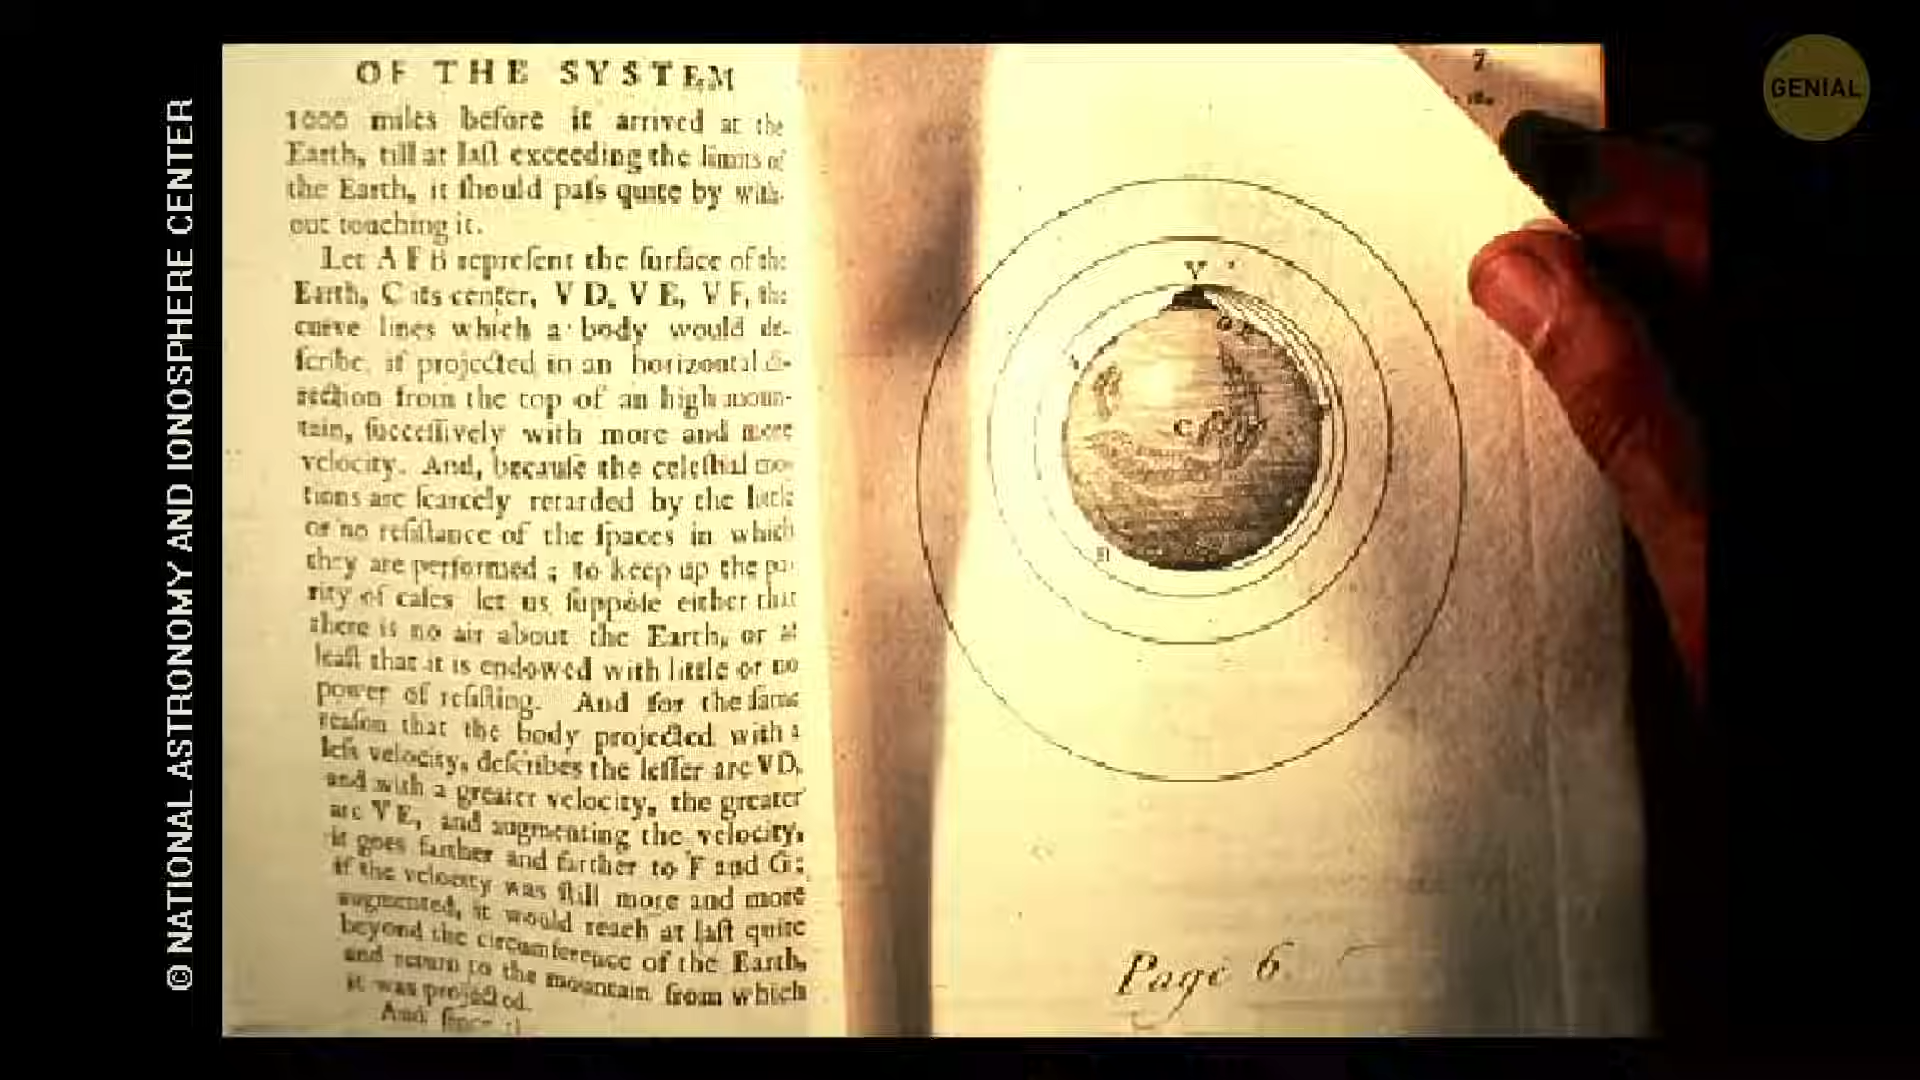 © NATIONAL ASTRONOMY AND IONOSPHERE CENTER
GENIAL
OF THE SYSTEM
1000 miles before it arrived at the
Earth, till at laſt exceeding the limits of
the Earth, it ſhould paſs quite by with-
out touching it.
Let A F B repreſent the ſurface of the
Earth, C its center, V D, V E, V F, the
curve lines which a body would de-
ſcribe, if projected in an horizontal di-
rection from the top of an high moun-
tain, ſucceſſively with more and more
velocity. And, becauſe the celeſtial mo-
tions are ſcarcely retarded by the little
or no reſiſtance of the ſpaces in which
they are performed; to keep up the pa-
rity of caſes let us ſuppoſe either that
there is no air about the Earth, or at
leaſt that it is endowed with little or no
power of reſiſting. And for the ſame
reaſon that the body projected with a
leſs velocity, deſcribes the leſſer arc VD,
and with a greater velocity, the greater
arc VE, and augmenting the velocity,
it goes farther and farther to F and G;
if the velocity was ſtill more and more
augmented, it would reach at laſt quite
beyond the circumference of the Earth,
and return to the mountain from which
it was projected.
And
7
V
C
Page 6.